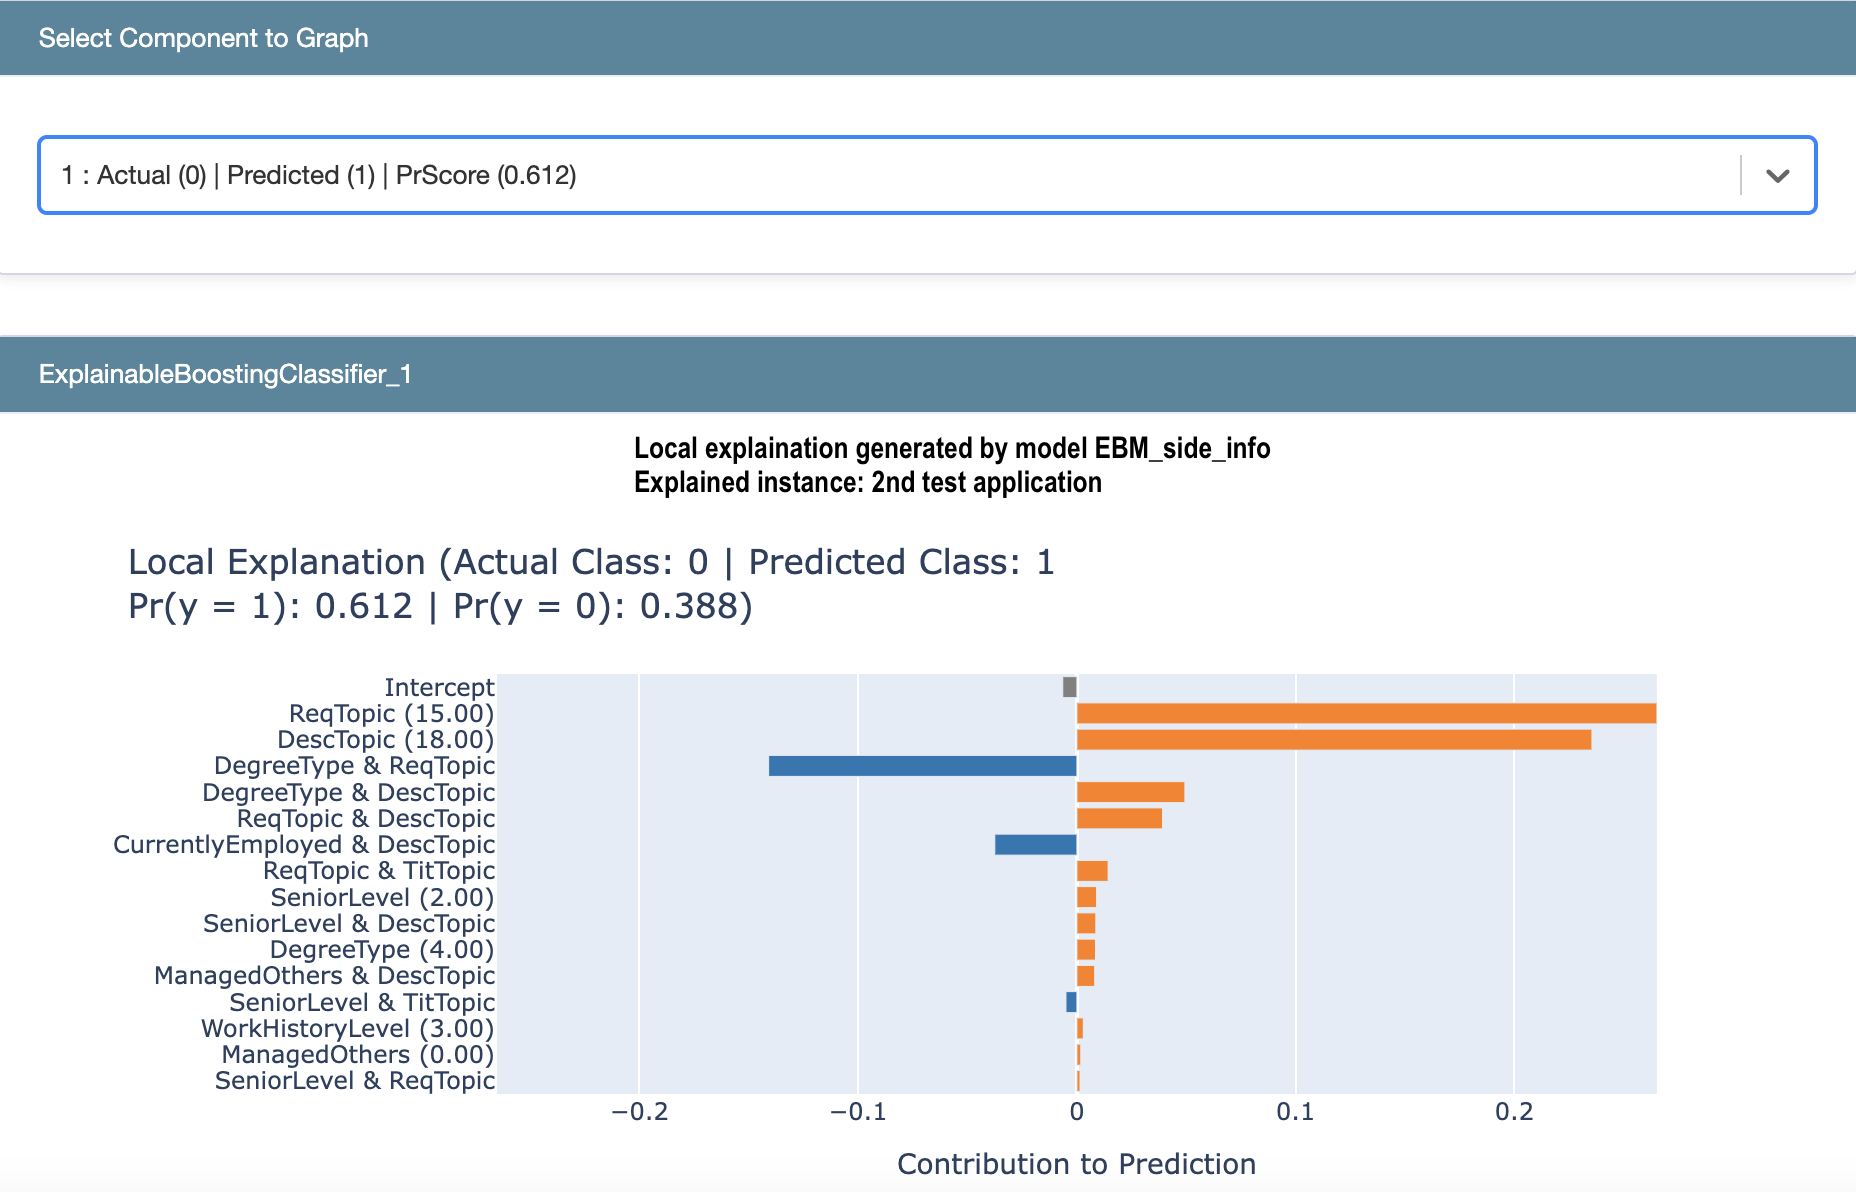 Select Component to Graph
1 : Actual (0) | Predicted (1) | PrScore (0.612)
ExplainableBoostingClassifier_1
Local explaination generated by model EBM_side_info
Explained instance: 2nd test application
Local Explanation (Actual Class: 0 | Predicted Class: 1
Pr(y = 1): 0.612 | Pr(y = 0): 0.388)
Intercept
ReqTopic (15.00)
DescTopic (18.00)
DegreeType & ReqTopic
DegreeType & DescTopic
ReqTopic & DescTopic
CurrentlyEmployed & DescTopic
ReqTopic & TitTopic
SeniorLevel (2.00)
SeniorLevel & DescTopic
DegreeType (4.00)
ManagedOthers & DescTopic
SeniorLevel & TitTopic
WorkHistoryLevel (3.00)
ManagedOthers (0.00)
SeniorLevel & ReqTopic
−0.2 −0.1 0 0.1 0.2
Contribution to Prediction